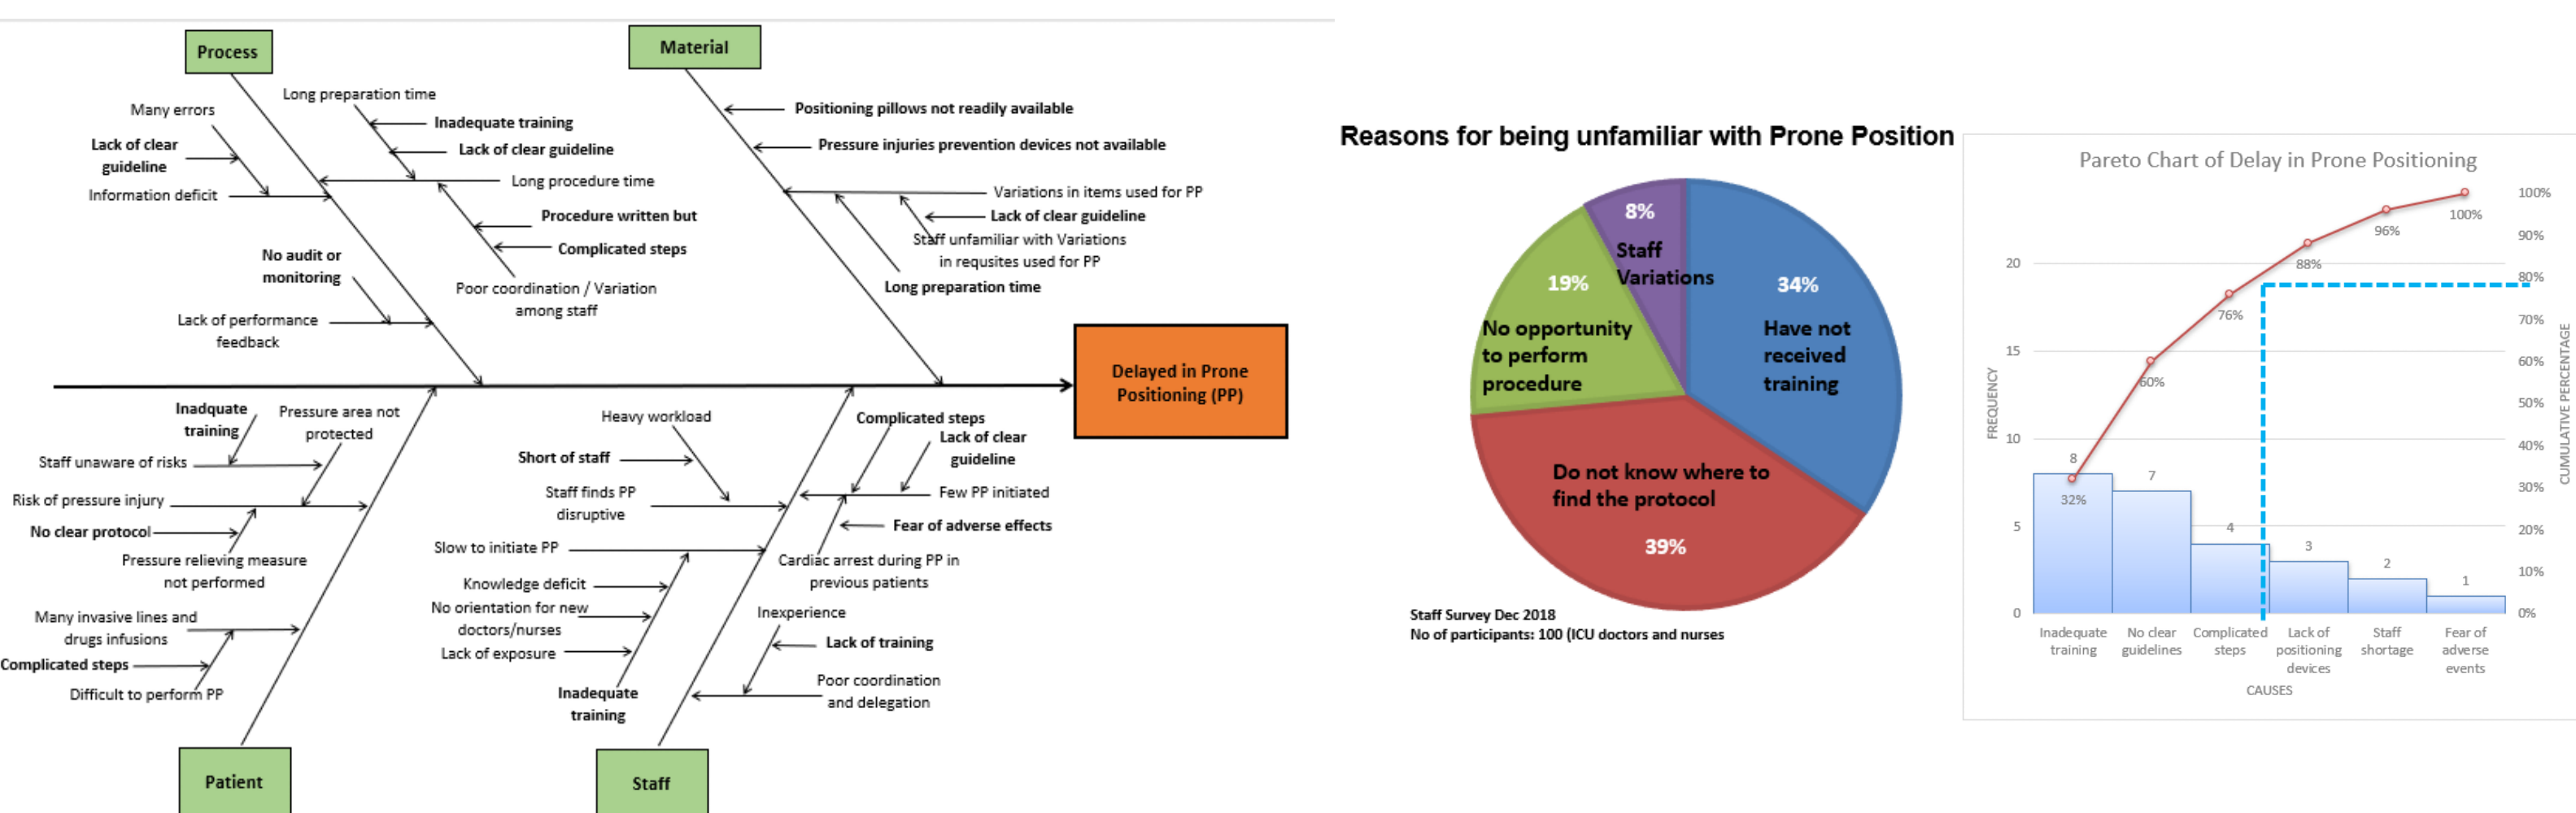 Process
Many errors
Lack of clear
guideline
Information deficit
Long preparation time
Inadequate training
Lack of clear guideline
Long procedure time
Procedure written but
Complicated steps
Poor coordination / Variation
among staff
No audit or
monitoring
Lack of performance
feedback
Material
Positioning pillows not readily available
Pressure injuries prevention devices not available
Variations in items used for PP
Lack of clear guideline
Staff unfamiliar with Variations
in requsites used for PP
Long preparation time
Delayed in Prone
Positioning (PP)
Inadquate
training
Pressure area not
protected
Staff unaware of risks
Risk of pressure injury
No clear protocol
Pressure relieving measure
not performed
Many invasive lines and
drugs infusions
Complicated steps
Difficult to perform PP
Patient
Heavy workload
Short of staff
Staff finds PP
disruptive
Slow to initiate PP
Knowledge deficit
No orientation for new
doctors/nurses
Lack of exposure
Inadequate
training
Complicated steps
Lack of clear
guideline
Few PP initiated
Fear of adverse effects
Cardiac arrest during PP in
previous patients
Inexperience
Lack of training
Poor coordination
and delegation
Staff
Reasons for being unfamiliar with Prone Position
8%
Staff
Variations
34%
Have not
received
training
19%
No opportunity
to perform
procedure
Do not know where to
find the protocol
39%
Staff Survey Dec 2018
No of participants: 100 (ICU doctors and nurses
Pareto Chart of Delay in Prone Positioning
FREQUENCY
20
15
10
5
0
8
7
4
3
2
1
32%
60%
76%
88%
96%
100%
100%
90%
80%
70%
60%
50%
40%
30%
20%
10%
0%
CUMULATIVE PERCENTAGE
Inadequate
training
No clear
guidelines
Complicated
steps
Lack of
positioning
devices
Staff
shortage
Fear of
adverse
events
CAUSES